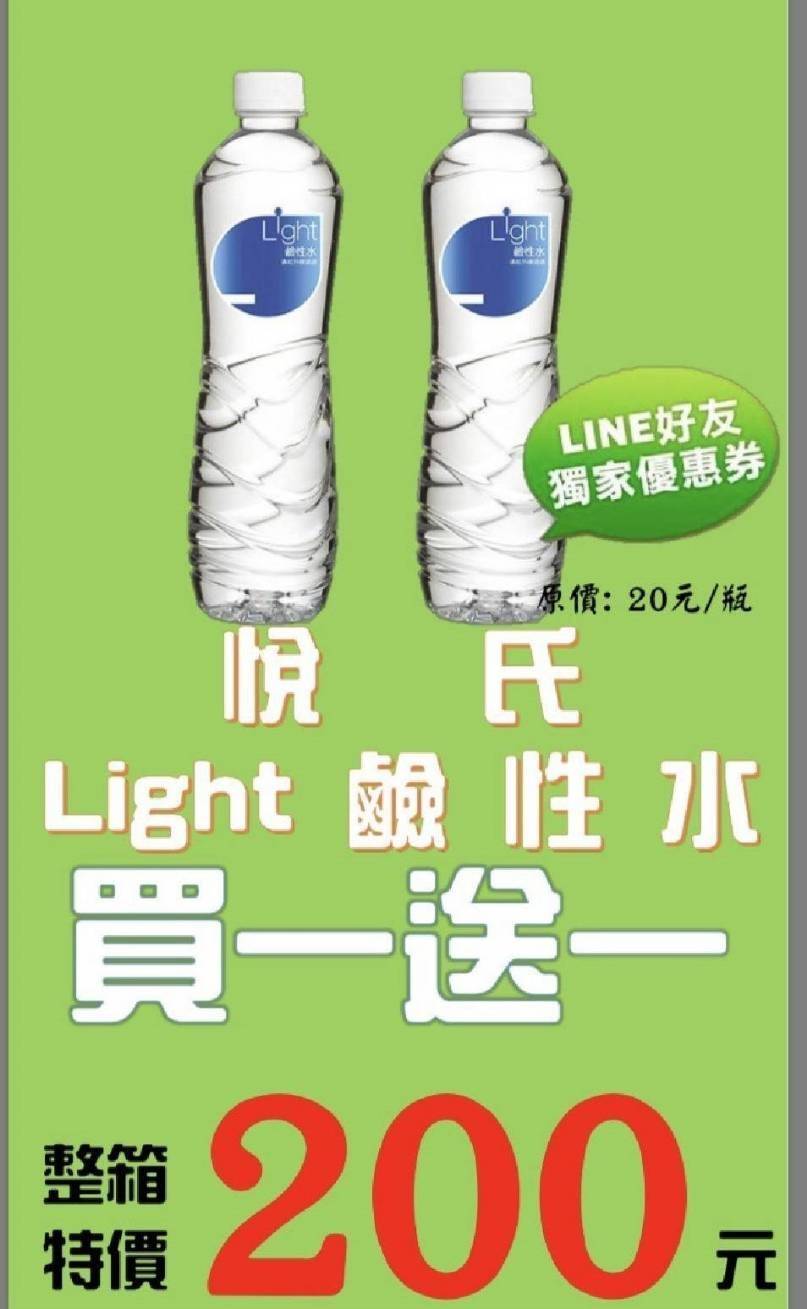 Light
鹼性水
Light
鹼性水
LINE好友
獨家優惠券
原價: 20元/瓶
悅 氏
Light 鹼 性 水
買一送一
整箱
特價 200 元